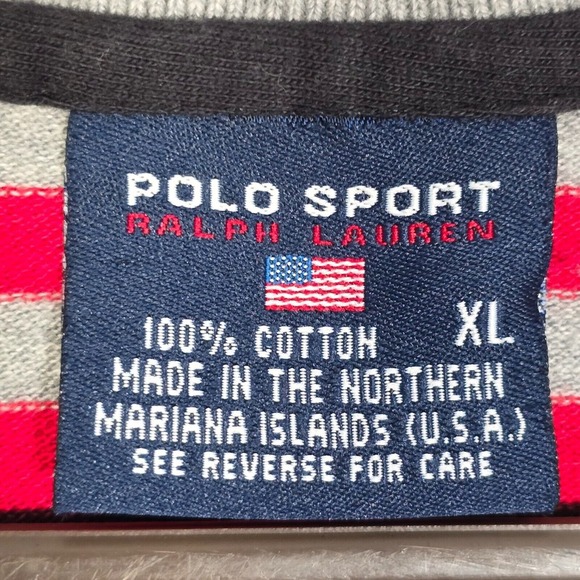 POLO SPORT
RALPH LAUREN
100% COTTON XL
MADE IN THE NORTHERN
MARIANA ISLANDS (U.S.A.)
SEE REVERSE FOR CARE